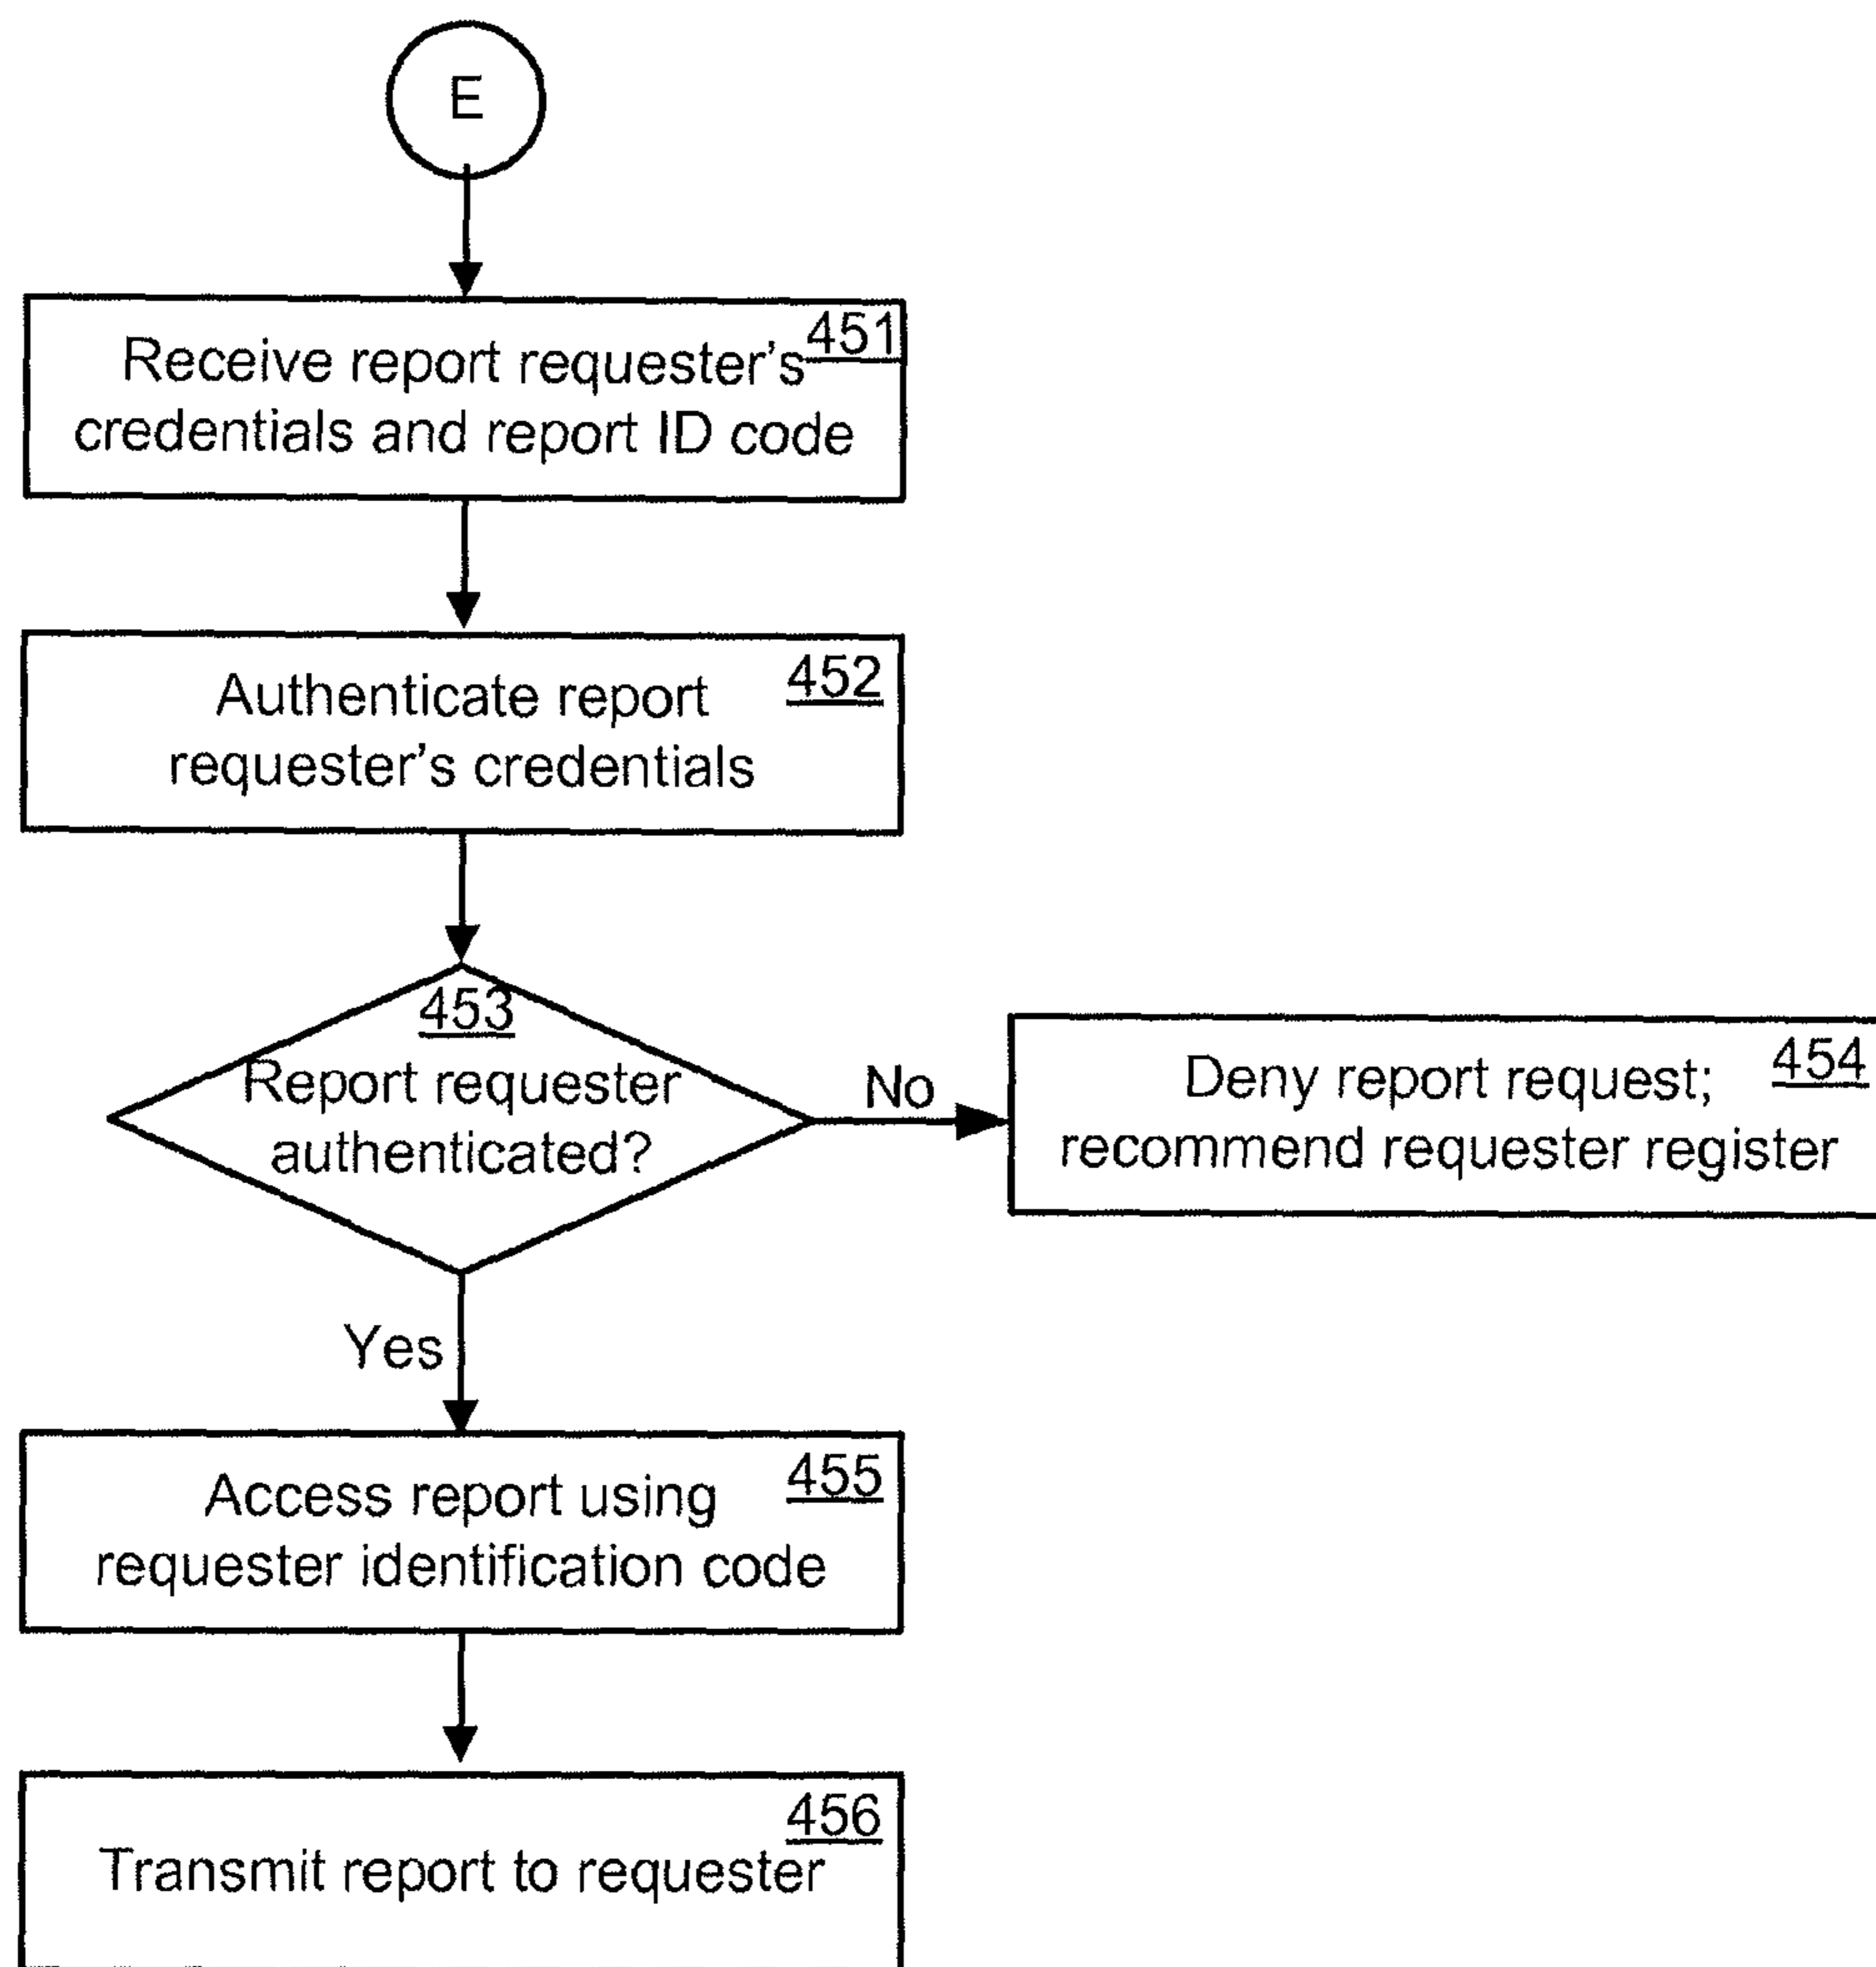 E
451
Receive report requester's
credentials and report ID code
452
Authenticate report
requester's credentials
453
Report requester
authenticated?
No
454
Deny report request;
recommend requester register
Yes
455
Access report using
requester identification code
456
Transmit report to requester